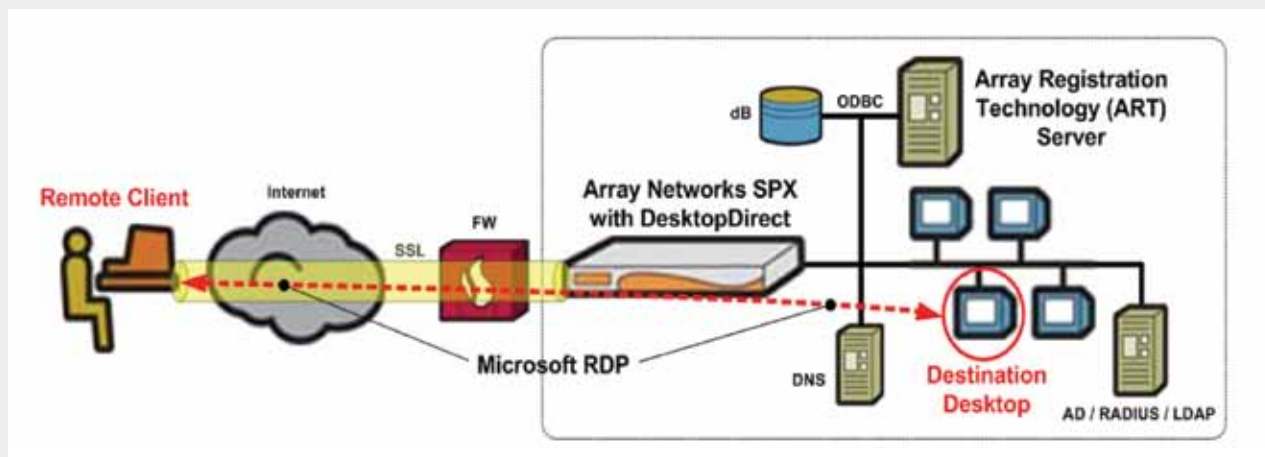 Remote Client
Internet
SSL
FW
Array Networks SPX
with DesktopDirect
dB
ODBC
Array Registration
Technology (ART)
Server
Microsoft RDP
DNS
Destination
Desktop
AD / RADIUS / LDAP